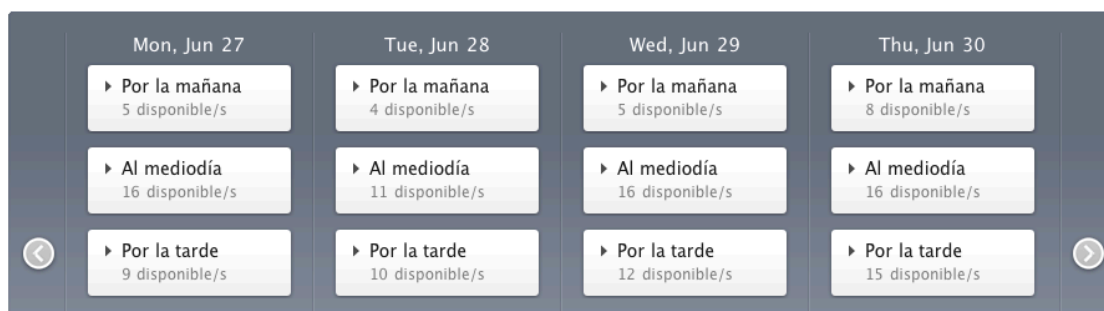 Mon, Jun 27
Por la mañana
5 disponible/s
Al mediodía
16 disponible/s
Por la tarde
9 disponible/s
Tue, Jun 28
Por la mañana
4 disponible/s
Al mediodía
11 disponible/s
Por la tarde
10 disponible/s
Wed, Jun 29
Por la mañana
5 disponible/s
Al mediodía
16 disponible/s
Por la tarde
12 disponible/s
Thu, Jun 30
Por la mañana
8 disponible/s
Al mediodía
16 disponible/s
Por la tarde
15 disponible/s